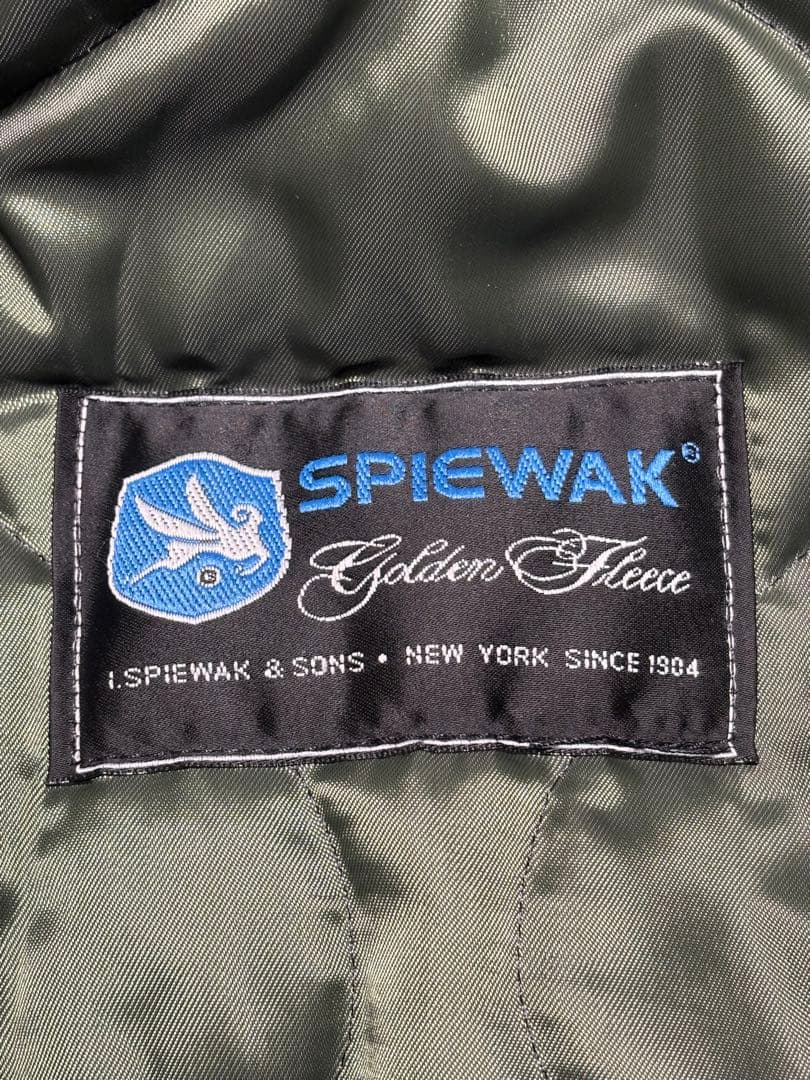 SPIEWAK®
Golden Fleece
I.SPIEWAK & SONS • NEW YORK SINCE 1904